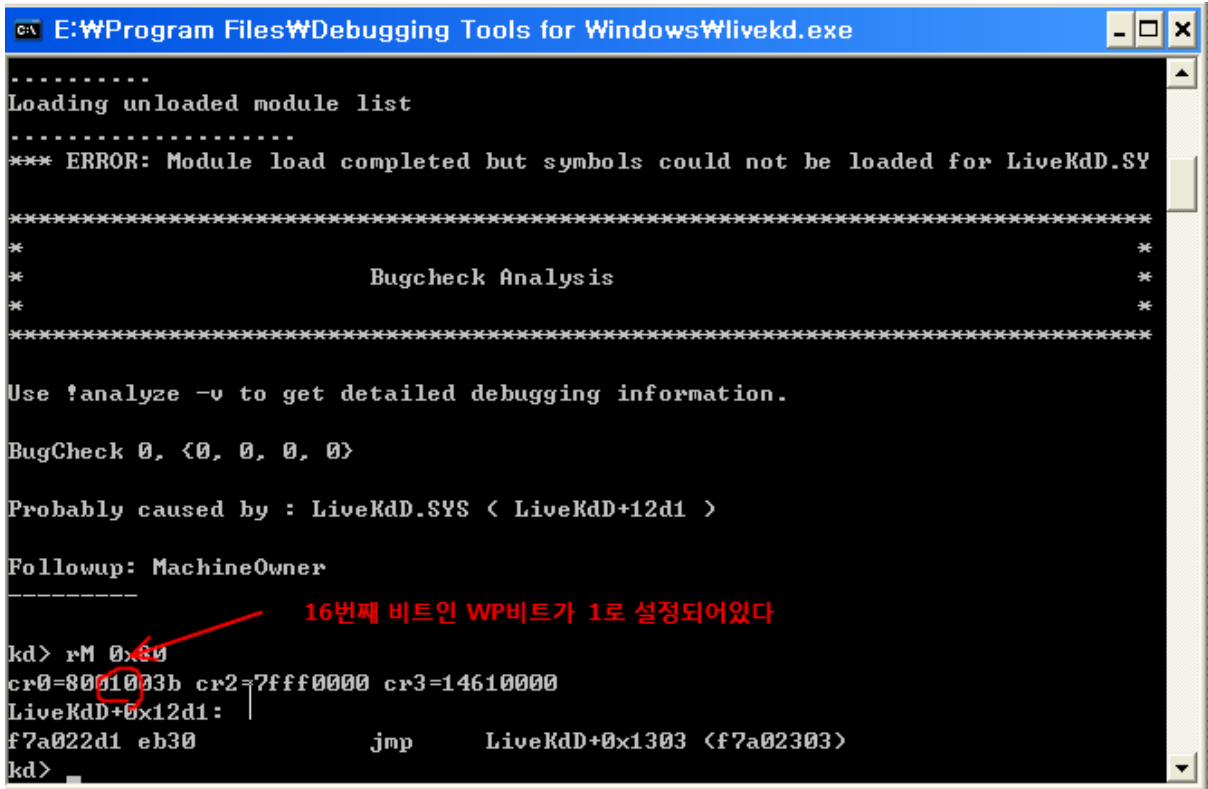 E:₩Program Files₩Debugging Tools for Windows₩livekd.exe
..........
Loading unloaded module list
....................
*** ERROR: Module load completed but symbols could not be loaded for LiveKdD.SY
*******************************************************************************
* *
* Bugcheck Analysis *
* *
*******************************************************************************
Use !analyze -v to get detailed debugging information.
BugCheck 0, {0, 0, 0, 0}
Probably caused by : LiveKdD.SYS ( LiveKdD+12d1 )
Followup: MachineOwner
---------
16번째 비트인 WP비트가 1로 설정되어있다
kd> rM 0x80
cr0=8001003b cr2=7fff0000 cr3=14610000
LiveKdD+0x12d1:
f7a022d1 eb30 jmp LiveKdD+0x1303 (f7a02303)
kd> _